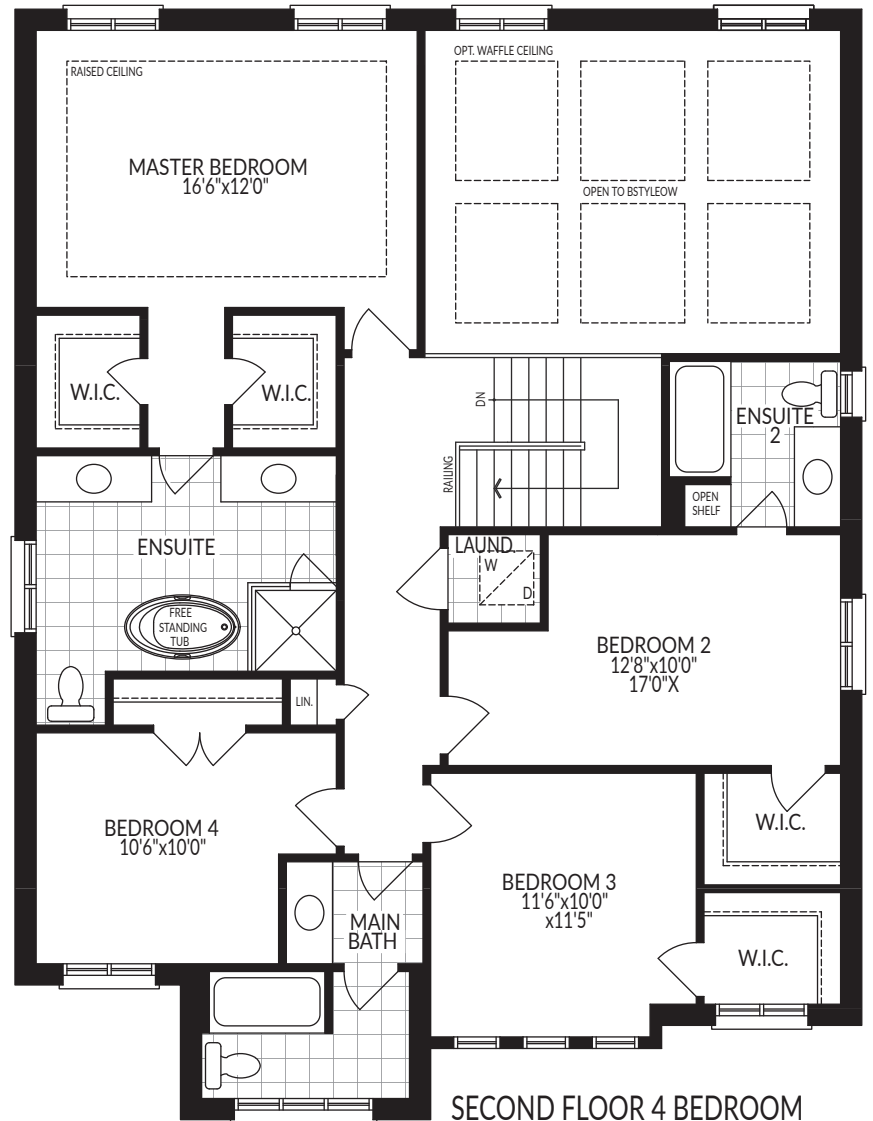 OPT. WAFFLE CEILING
RAISED CEILING
MASTER BEDROOM
16'6"x12'0"
OPEN TO BSTYLEOW
W.I.C.
W.I.C.
DN
RAILING
ENSUITE
2
OPEN
SHELF
ENSUITE
LAUND.
W
D
FREE
STANDING
TUB
BEDROOM 2
12'8"x10'0"
17'0"X
LIN.
BEDROOM 4
10'6"x10'0"
W.I.C.
BEDROOM 3
11'6"x10'0"
x11'5"
MAIN
BATH
W.I.C.
SECOND FLOOR 4 BEDROOM